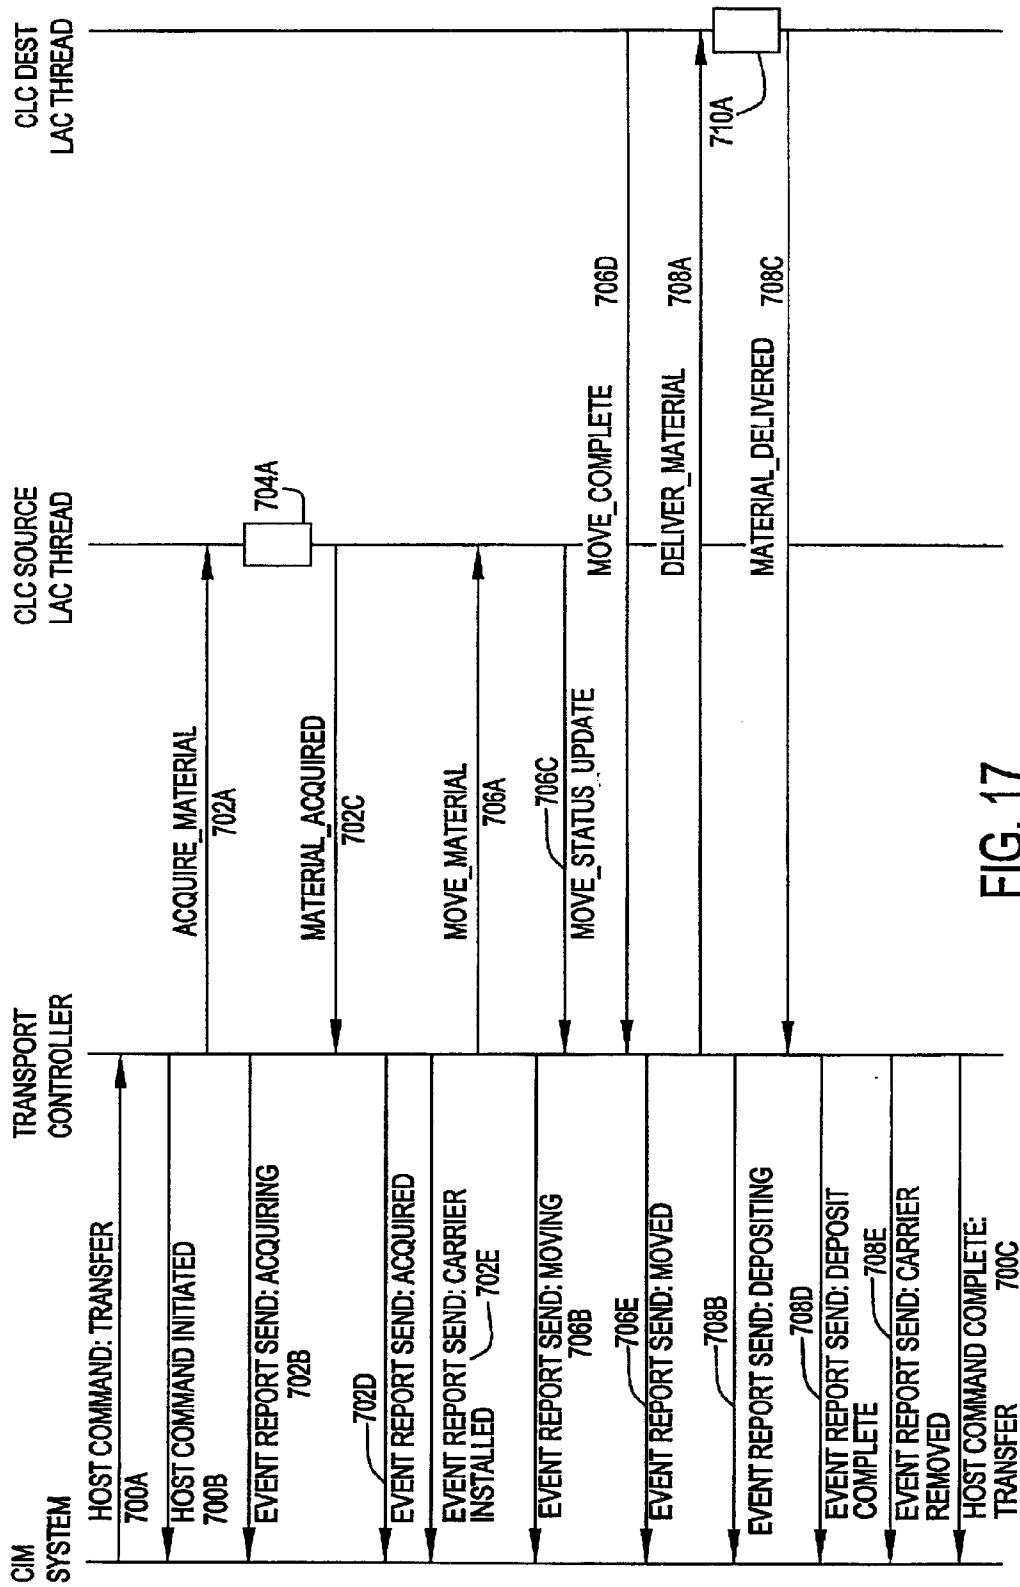 CIM
SYSTEM
TRANSPORT
CONTROLLER
CLC SOURCE
LAC THREAD
CLC DEST
LAC THREAD
HOST COMMAND: TRANSFER
700A
HOST COMMAND INITIATED
700B
ACQUIRE_MATERIAL
702A
EVENT REPORT SEND: ACQUIRING
702B
704A
MATERIAL_ACQUIRED
702C
702D
EVENT REPORT SEND: ACQUIRED
EVENT REPORT SEND: CARRIER
INSTALLED
702E
MOVE_MATERIAL
706A
EVENT REPORT SEND: MOVING
706B
706C
MOVE_STATUS_UPDATE
MOVE_COMPLETE
706D
706E
EVENT REPORT SEND: MOVED
DELIVER_MATERIAL
708A
710A
708B
EVENT REPORT SEND: DEPOSITING
MATERIAL_DELIVERED
708C
708D
EVENT REPORT SEND: DEPOSIT
COMPLETE
708E
EVENT REPORT SEND: CARRIER
REMOVED
HOST COMMAND COMPLETE:
TRANSFER
700C
FIG. 17